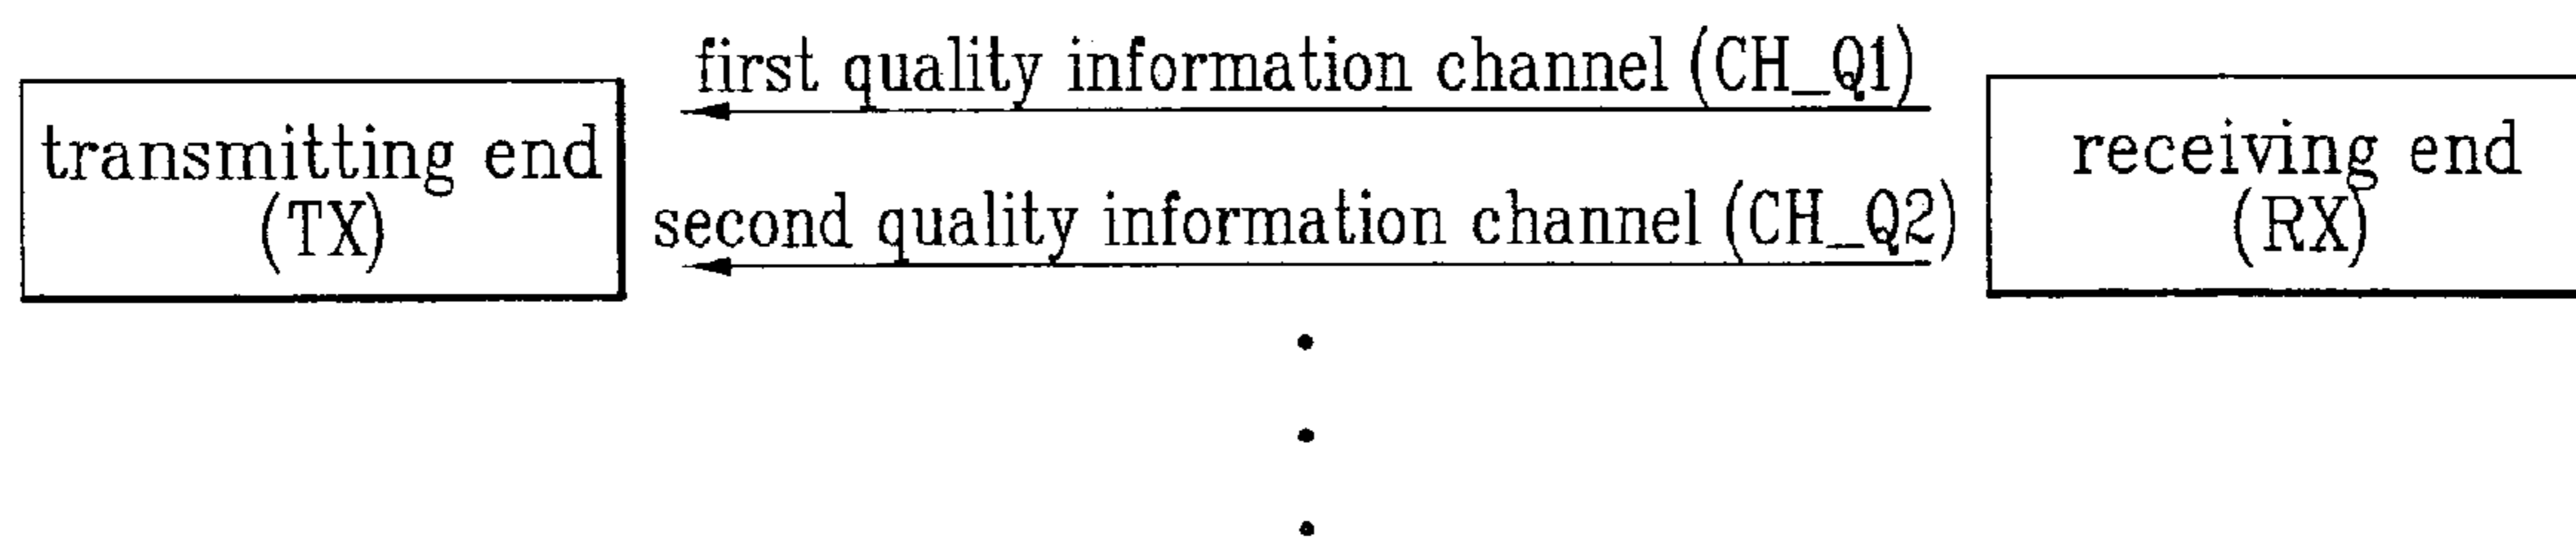 first quality information channel (CH_Q1)
transmitting end
(TX)
second quality information channel (CH_Q2)
receiving end
(RX)